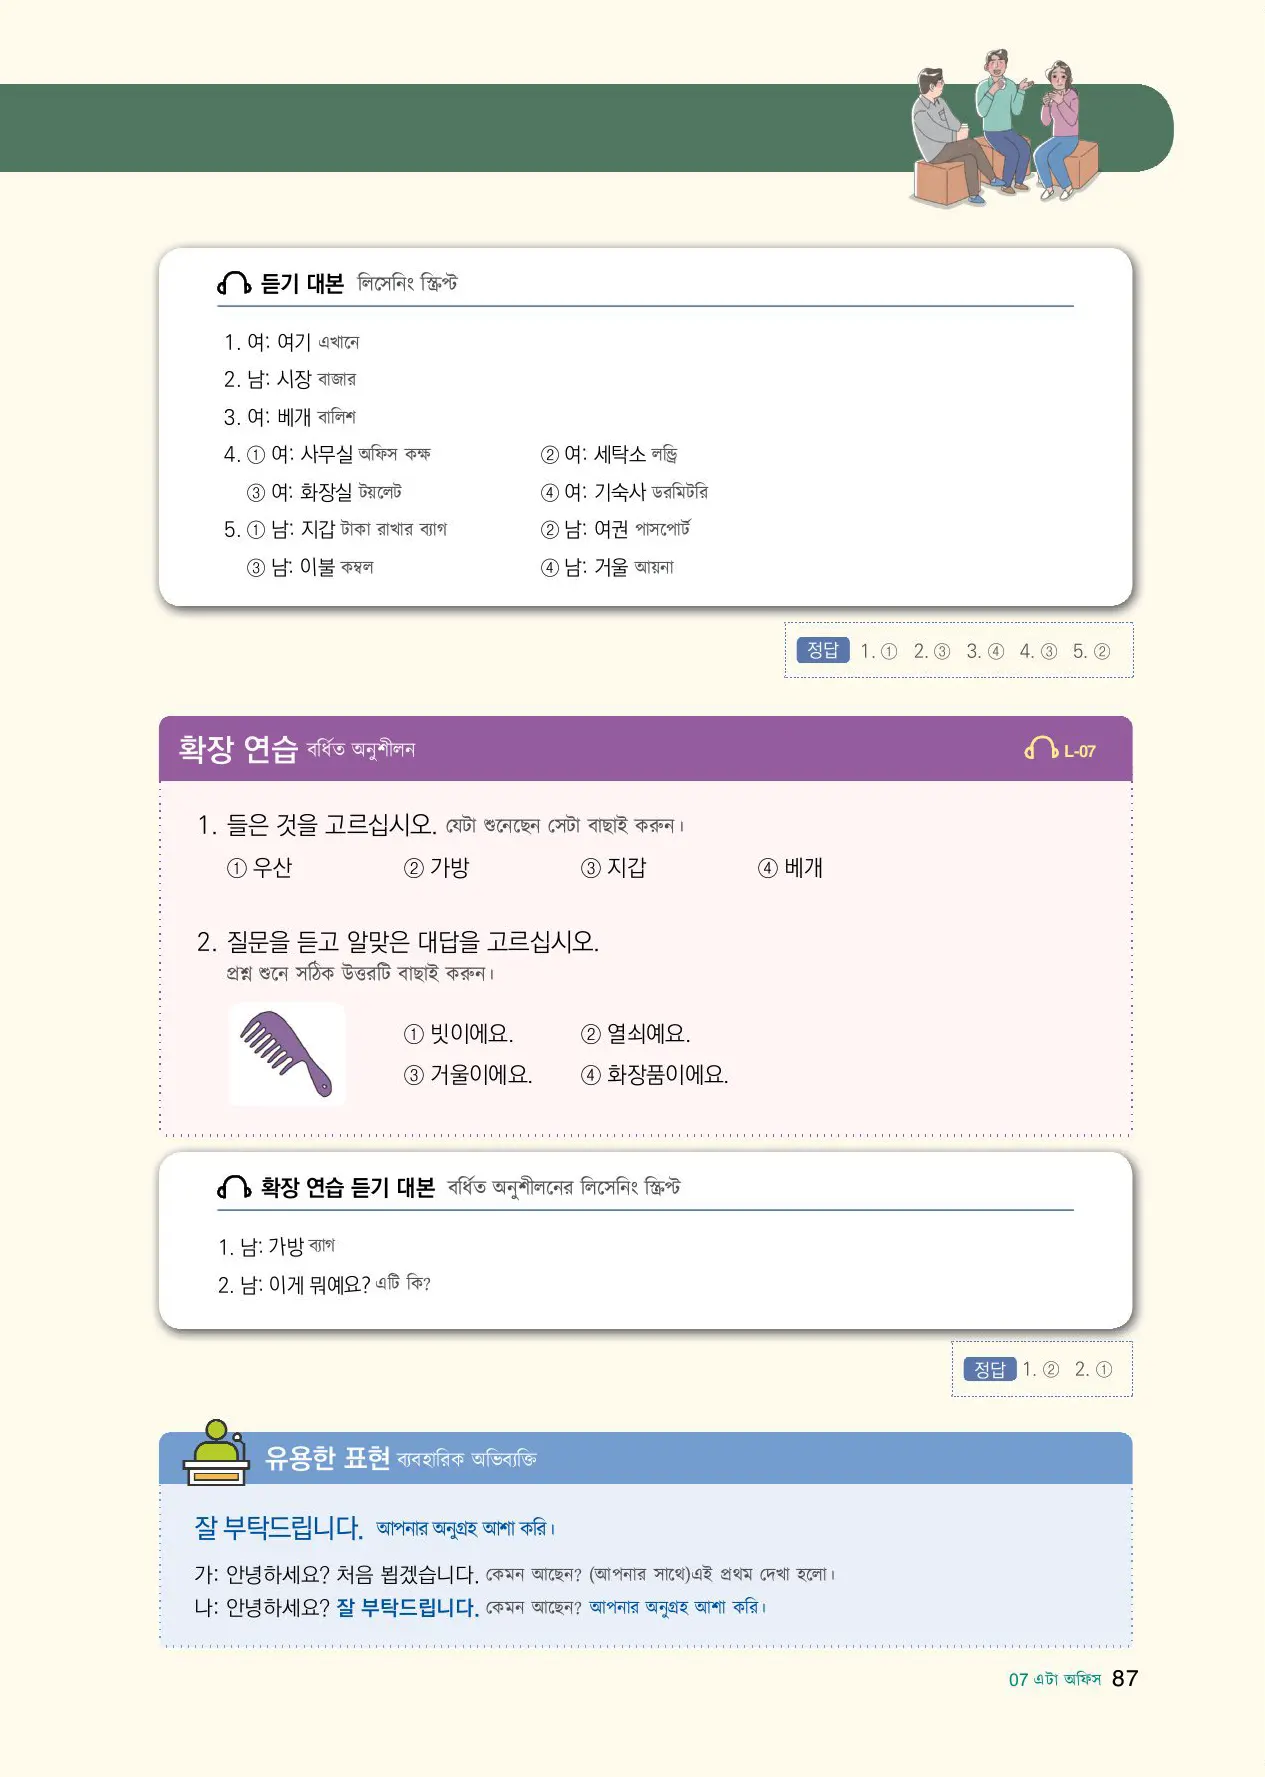 듣기 대본 লিসেনিং স্ক্রিপ্ট
1. 여: 여기 এখানে
2. 남: 시장 বাজার
3. 여: 베개 বালিশ
4. ① 여: 사무실 অফিস কক্ষ ② 여: 세탁소 লন্ড্রি
③ 여: 화장실 টয়লেট ④ 여: 기숙사 ডরমিটরি
5. ① 남: 지갑 টাকা রাখার ব্যাগ ② 남: 여권 পাসপোর্ট
③ 남: 이불 কম্বল ④ 남: 거울 আয়না
정답 1. ① 2. ③ 3. ④ 4. ③ 5. ②
확장 연습 বর্ধিত অনুশীলন L-07
1. 들은 것을 고르십시오. যেটা শুনেছেন সেটা বাছাই করুন।
① 우산 ② 가방 ③ 지갑 ④ 베개
2. 질문을 듣고 알맞은 대답을 고르십시오.
প্রশ্ন শুনে সঠিক উত্তরটি বাছাই করুন।
① 빗이에요. ② 열쇠예요.
③ 거울이에요. ④ 화장품이에요.
확장 연습 듣기 대본 বর্ধিত অনুশীলনের লিসেনিং স্ক্রিপ্ট
1. 남: 가방 ব্যাগ
2. 남: 이게 뭐예요? এটি কি?
정답 1. ② 2. ①
유용한 표현 ব্যবহারিক অভিব্যক্তি
잘 부탁드립니다. আপনার অনুগ্রহ আশা করি।
가: 안녕하세요? 처음 뵙겠습니다. কেমন আছেন? (আপনার সাথে)এই প্রথম দেখা হলো।
나: 안녕하세요? 잘 부탁드립니다. কেমন আছেন? আপনার অনুগ্রহ আশা করি।
07 এটা অফিস 87